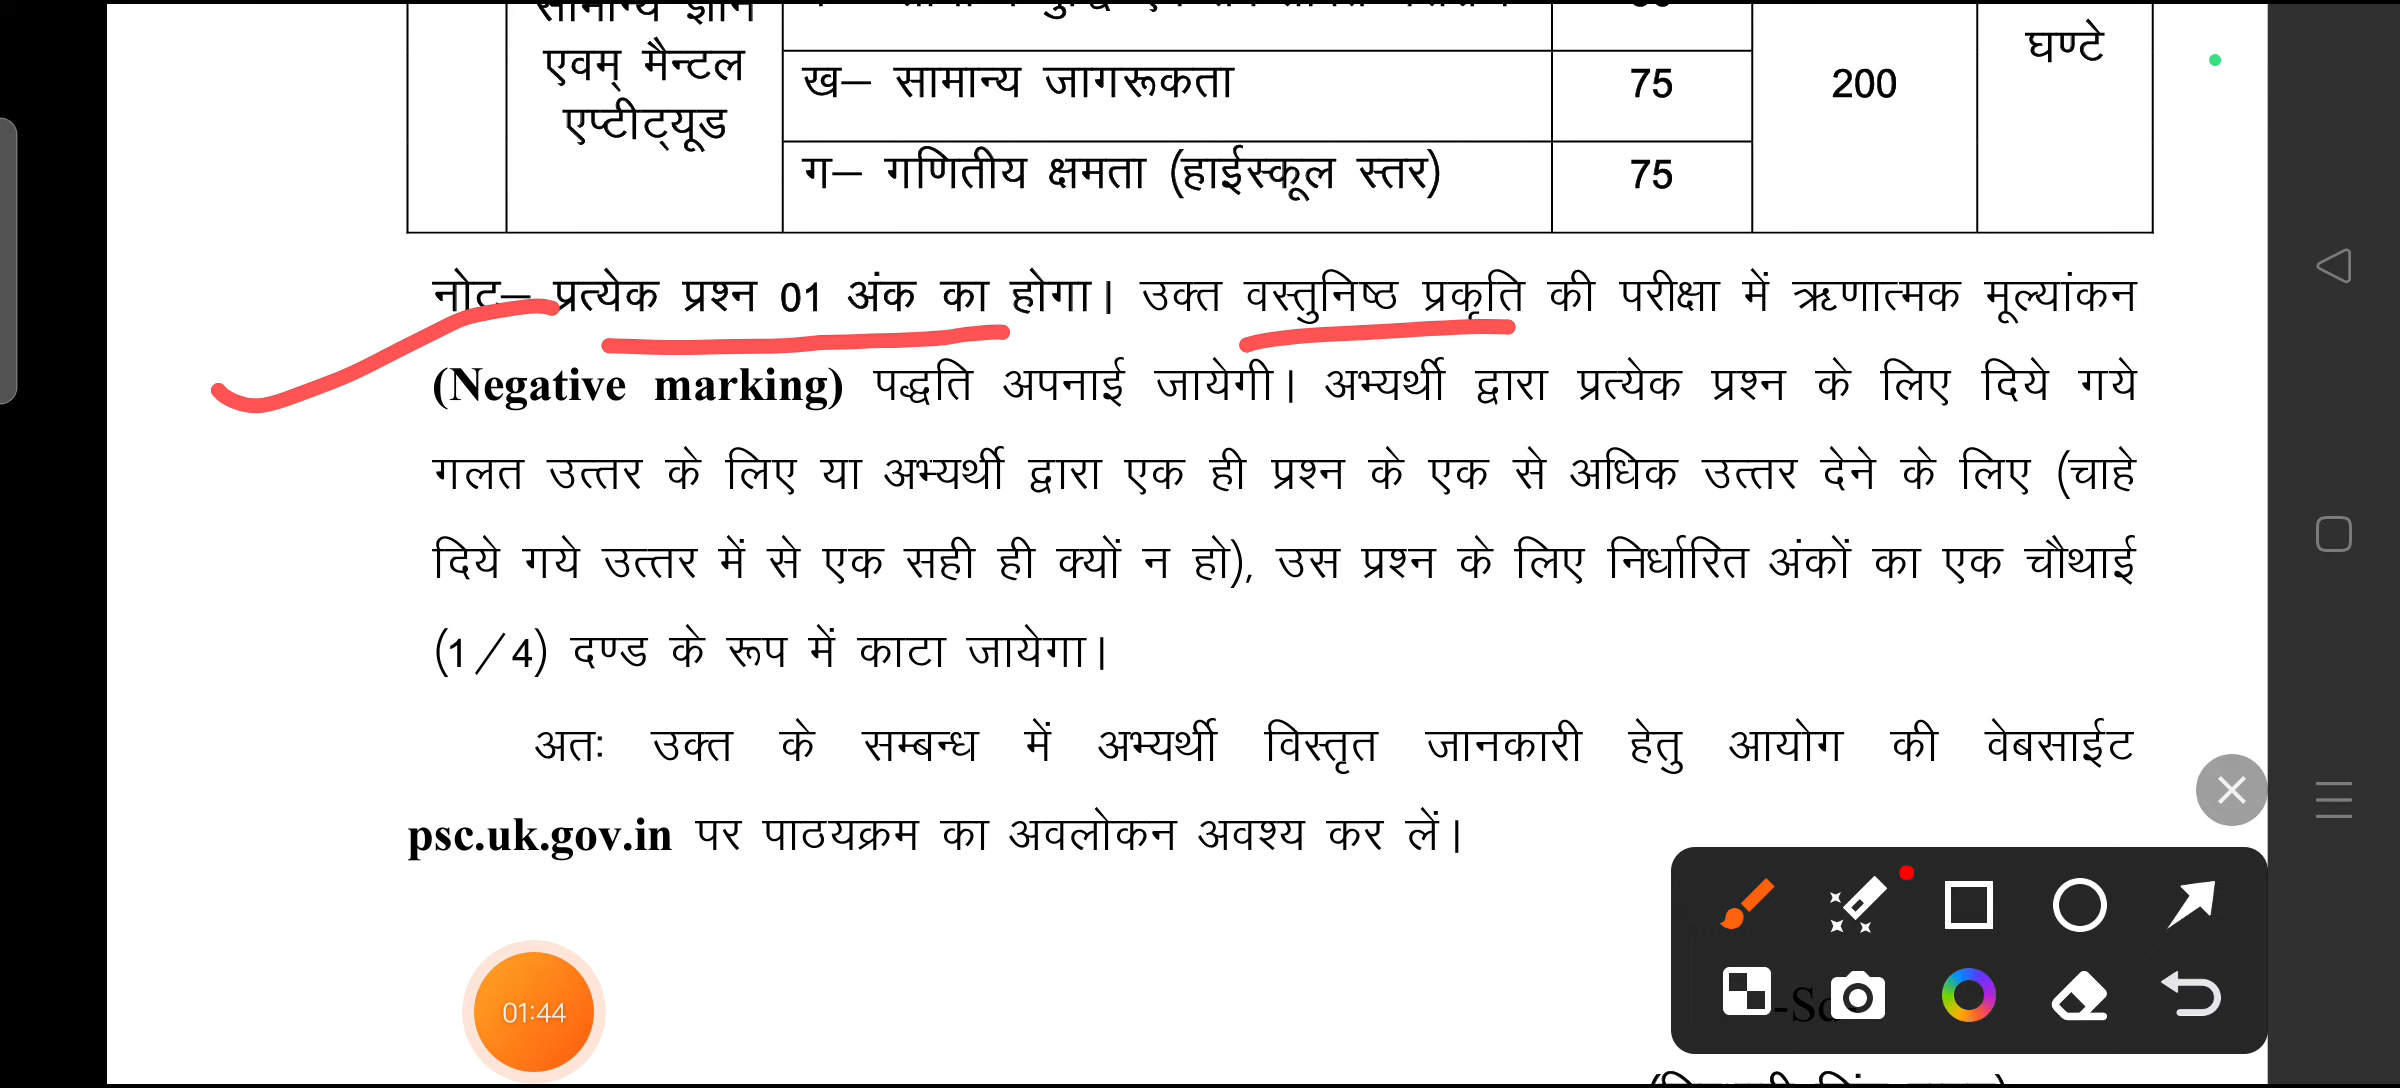 सामान्य ज्ञान
एवम् मैन्टल
एप्टीट्यूड
ख– सामान्य जागरूकता
75
ग– गणितीय क्षमता (हाईस्कूल स्तर)
75
200
घण्टे
नोट– प्रत्येक प्रश्न 01 अंक का होगा। उक्त वस्तुनिष्ठ प्रकृति की परीक्षा में ऋणात्मक मूल्यांकन
(Negative marking) पद्धति अपनाई जायेगी। अभ्यर्थी द्वारा प्रत्येक प्रश्न के लिए दिये गये
गलत उत्तर के लिए या अभ्यर्थी द्वारा एक ही प्रश्न के एक से अधिक उत्तर देने के लिए (चाहे
दिये गये उत्तर में से एक सही ही क्यों न हो), उस प्रश्न के लिए निर्धारित अंकों का एक चौथाई
(1/4) दण्ड के रूप में काटा जायेगा।
अतः उक्त के सम्बन्ध में अभ्यर्थी विस्तृत जानकारी हेतु आयोग की वेबसाईट
psc.uk.gov.in पर पाठयक्रम का अवलोकन अवश्य कर लें।
01:44